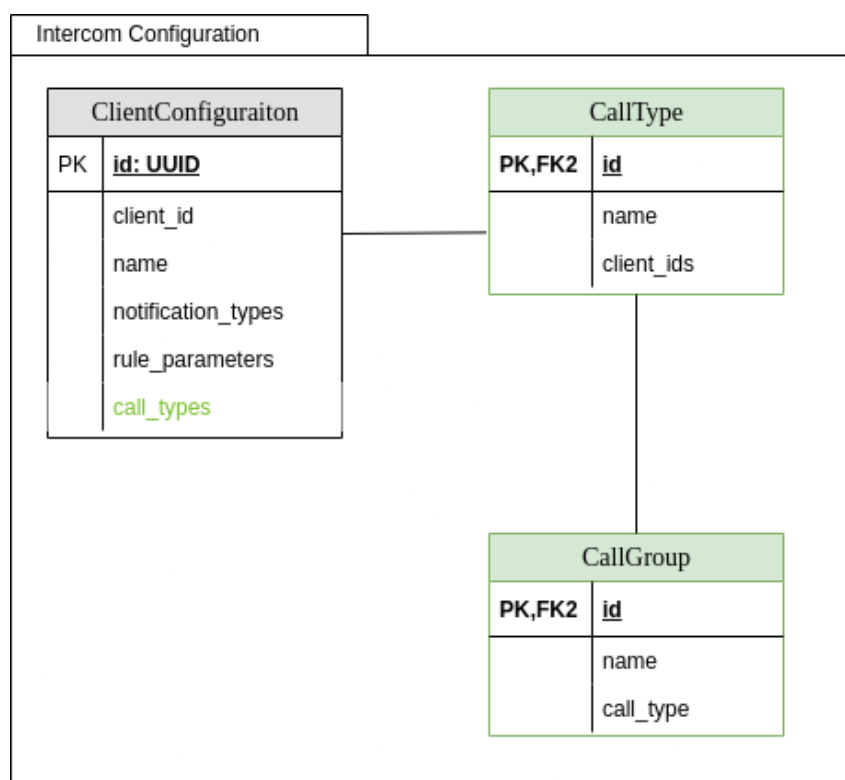 Intercom Configuration
ClientConfiguraiton
PK id: UUID
client_id
name
notification_types
rule_parameters
call_types
CallType
PK,FK2 id
name
client_ids
CallGroup
PK,FK2 id
name
call_type